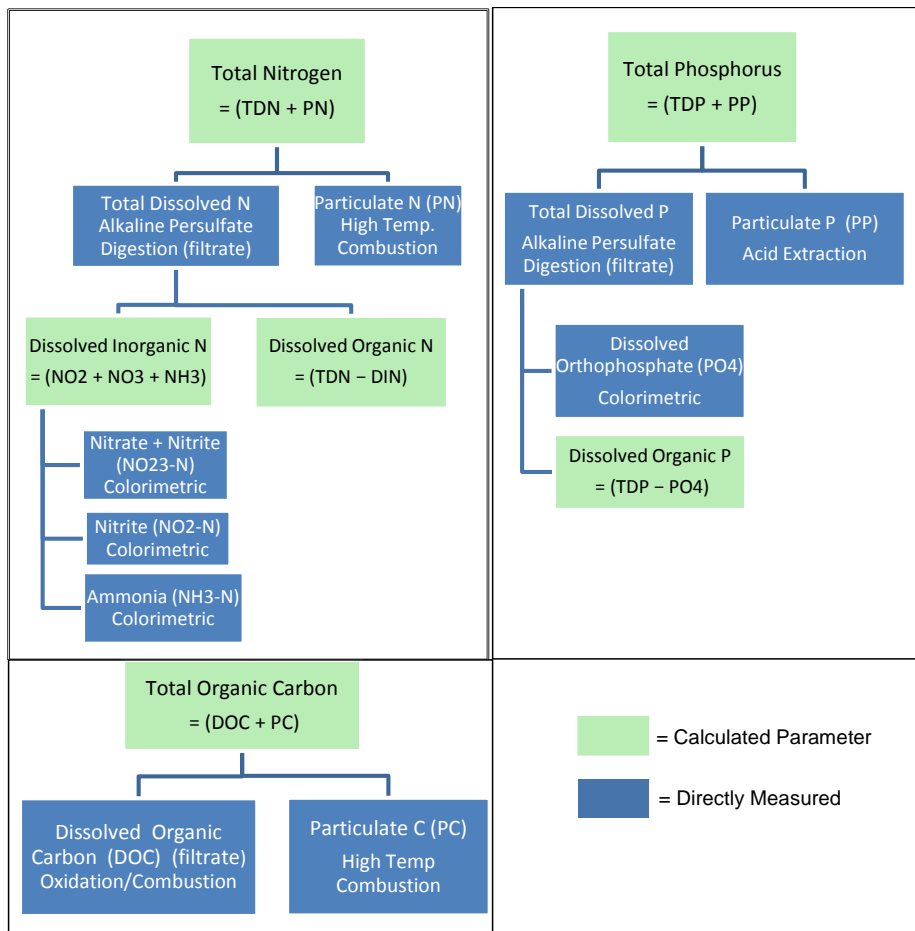 Total Nitrogen
= (TDN + PN)
Total Dissolved N
Alkaline Persulfate
Digestion (filtrate)
Particulate N (PN)
High Temp.
Combustion
Dissolved Inorganic N
= (NO2 + NO3 + NH3)
Dissolved Organic N
= (TDN − DIN)
Nitrate + Nitrite
(NO23-N)
Colorimetric
Nitrite (NO2-N)
Colorimetric
Ammonia (NH3-N)
Colorimetric
Total Phosphorus
= (TDP + PP)
Total Dissolved P
Alkaline Persulfate
Digestion (filtrate)
Particulate P (PP)
Acid Extraction
Dissolved
Orthophosphate (PO4)
Colorimetric
Dissolved Organic P
= (TDP − PO4)
Total Organic Carbon
= (DOC + PC)
Dissolved Organic
Carbon (DOC) (filtrate)
Oxidation/Combustion
Particulate C (PC)
High Temp
Combustion
= Calculated Parameter
= Directly Measured